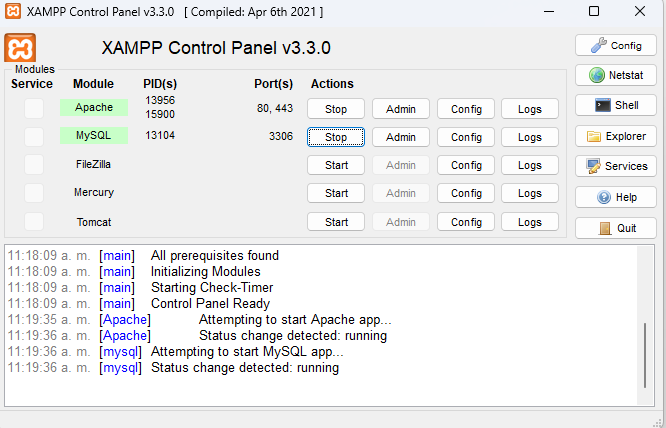 XAMPP Control Panel v3.3.0   [ Compiled: Apr 6th 2021 ]
XAMPP Control Panel v3.3.0
Config
Modules
Service Module PID(s) Port(s) Actions
Netstat
Apache 13956 15900 80, 443 Stop Admin Config Logs
Shell
MySQL 13104 3306 Stop Admin Config Logs
Explorer
FileZilla Start Admin Config Logs
Services
Mercury Start Admin Config Logs
Help
Tomcat Start Admin Config Logs
Quit
11:18:09 a. m. [main] All prerequisites found
11:18:09 a. m. [main] Initializing Modules
11:18:09 a. m. [main] Starting Check-Timer
11:18:09 a. m. [main] Control Panel Ready
11:19:35 a. m. [Apache] Attempting to start Apache app...
11:19:36 a. m. [Apache] Status change detected: running
11:19:36 a. m. [mysql] Attempting to start MySQL app...
11:19:36 a. m. [mysql] Status change detected: running